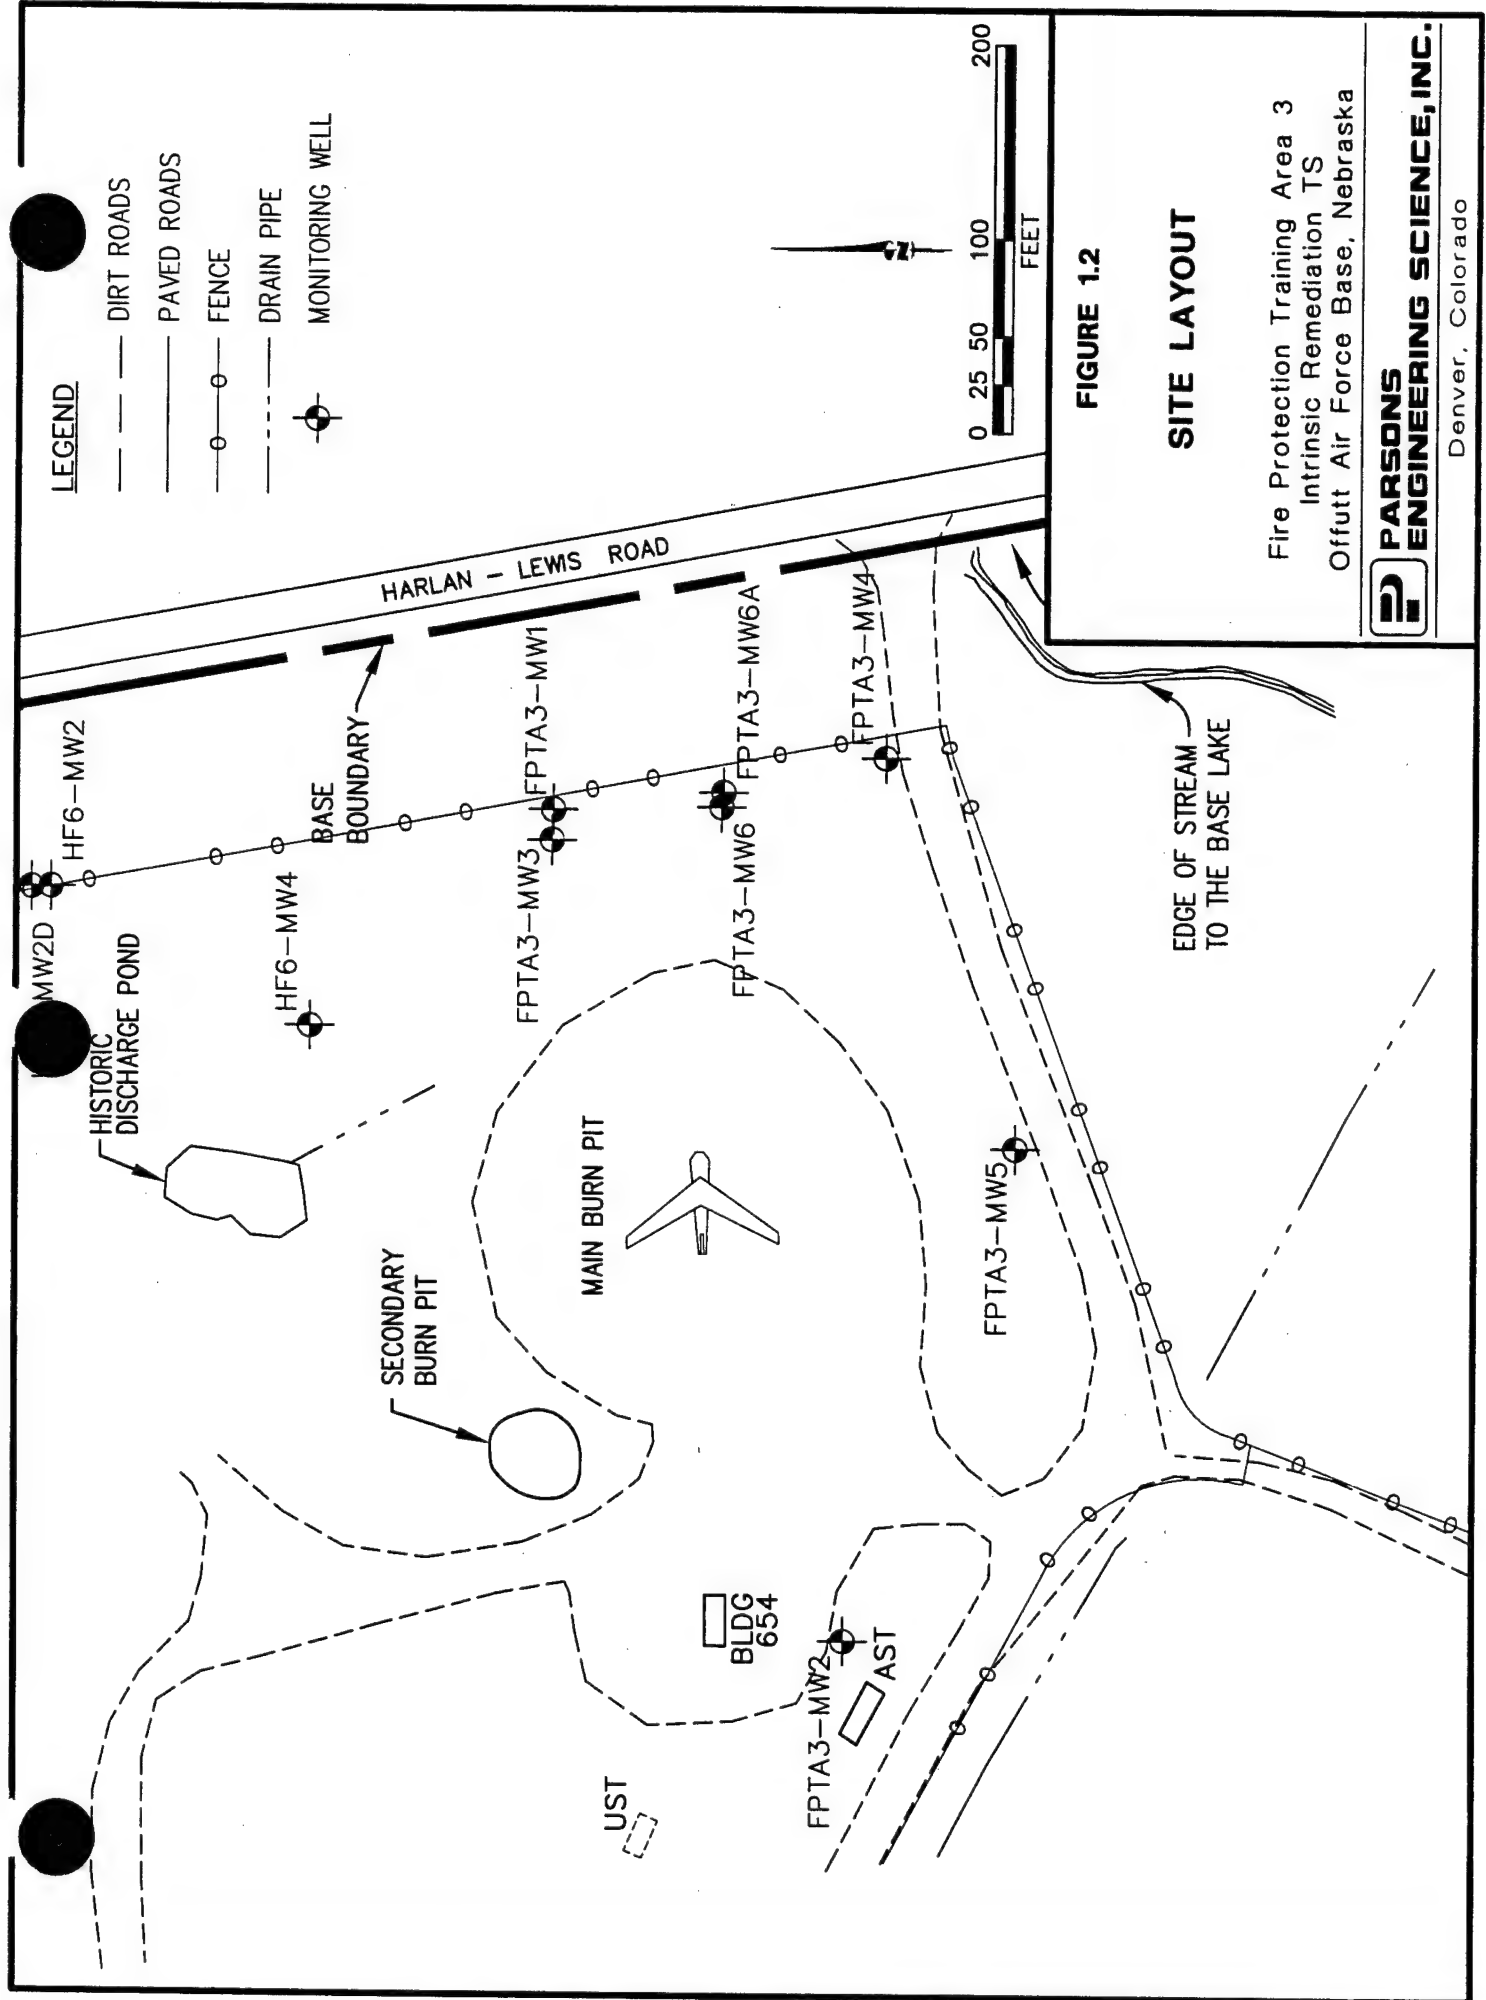 LEGEND
DIRT ROADS
PAVED ROADS
FENCE
DRAIN PIPE
MONITORING WELL
MW2D
HF6-MW2
HISTORIC
DISCHARGE POND
HF6-MW4
BASE
BOUNDARY
HARLAN - LEWIS ROAD
FPTA3-MW1
FPTA3-MW3
FPTA3-MW6A
FPTA3-MW6
FPTA3-MW4
SECONDARY
BURN PIT
MAIN BURN PIT
FPTA3-MW5
UST
BLDG
654
FPTA3-MW2
AST
EDGE OF STREAM
TO THE BASE LAKE
N
0 25 50 100 200
FEET
FIGURE 1.2
SITE LAYOUT
Fire Protection Training Area 3
Intrinsic Remediation TS
Offutt Air Force Base, Nebraska
PARSONS
ENGINEERING SCIENCE, INC.
Denver, Colorado